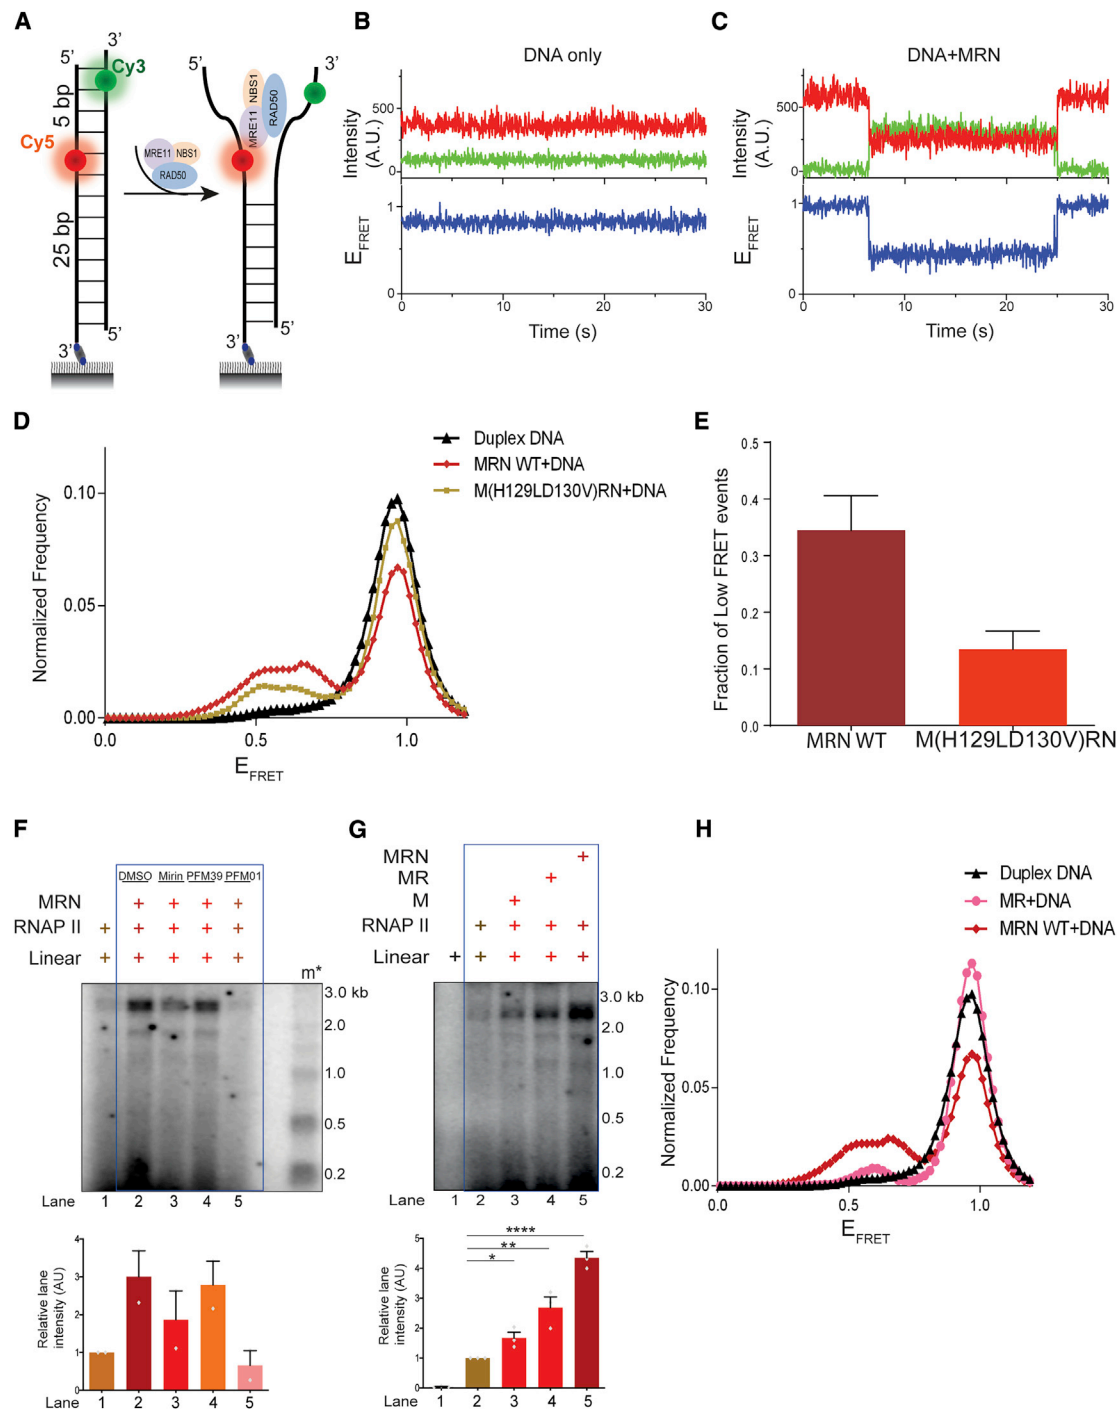 A
3'
5'
Cy3
5 bp
Cy5
25 bp
MRE11
NBS1
RAD50
5'
3'
5'
3'
NBS1
MRE11
RAD50
3'
5'
B
DNA only
Intensity
(A.U.)
500
0
E FRET
1
0
0
10
20
30
Time (s)
C
DNA+MRN
Intensity
(A.U.)
500
0
E FRET
1
0
0
10
20
30
Time (s)
D
Duplex DNA
MRN WT+DNA
M(H129LD130V)RN+DNA
Normalized Frequency
0.10
0.05
0.00
0.0
0.5
1.0
E FRET
E
Fraction of Low FRET events
0.5
0.4
0.3
0.2
0.1
0.0
MRN WT
M(H129LD130V)RN
F
DMSO Mirin PFM39 PFM01
MRN + + + +
RNAP II + + + + +
Linear + + + + +
m*
3.0 kb
2.0
1.0
0.5
0.2
Lane 1 2 3 4 5
Relative lane
intensity (AU)
4
3
2
1
0
Lane 1 2 3 4 5
G
MRN +
MR +
M +
RNAP II + + + +
Linear + + + + +
3.0 kb
2.0
1.0
0.5
0.2
Lane 1 2 3 4 5
****
**
*
Relative lane
intensity (AU)
5
4
3
2
1
0
Lane 1 2 3 4 5
H
Duplex DNA
MR+DNA
MRN WT+DNA
Normalized Frequency
0.10
0.05
0.00
0.0
0.5
1.0
E FRET